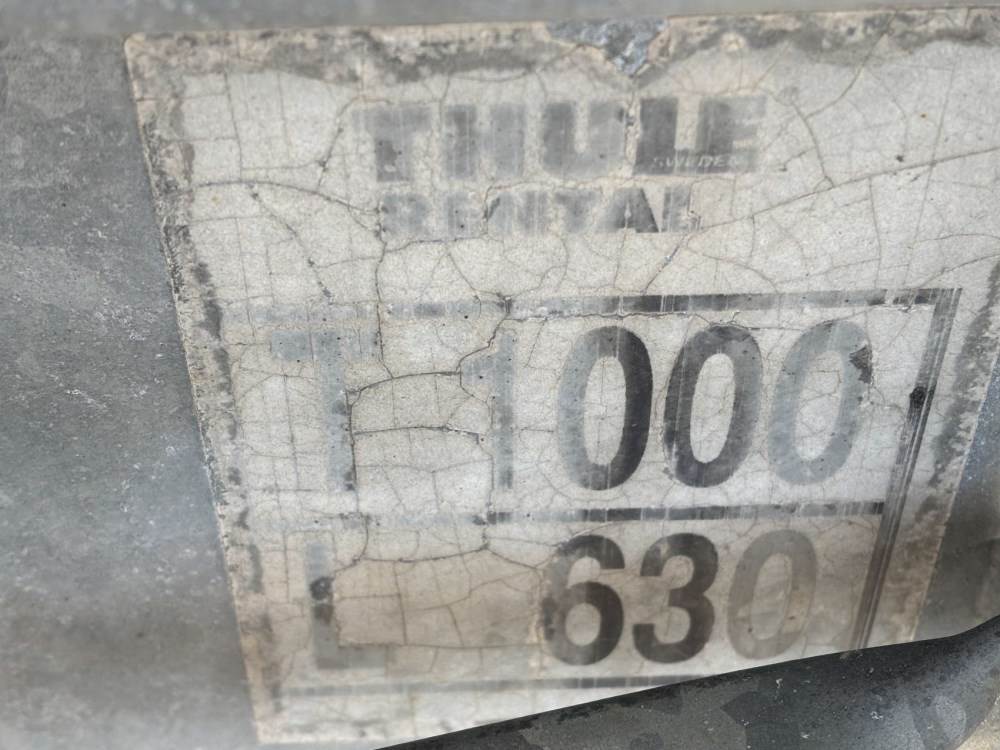 THULE
SWEDEN
RENTAL
T 1000
L 630